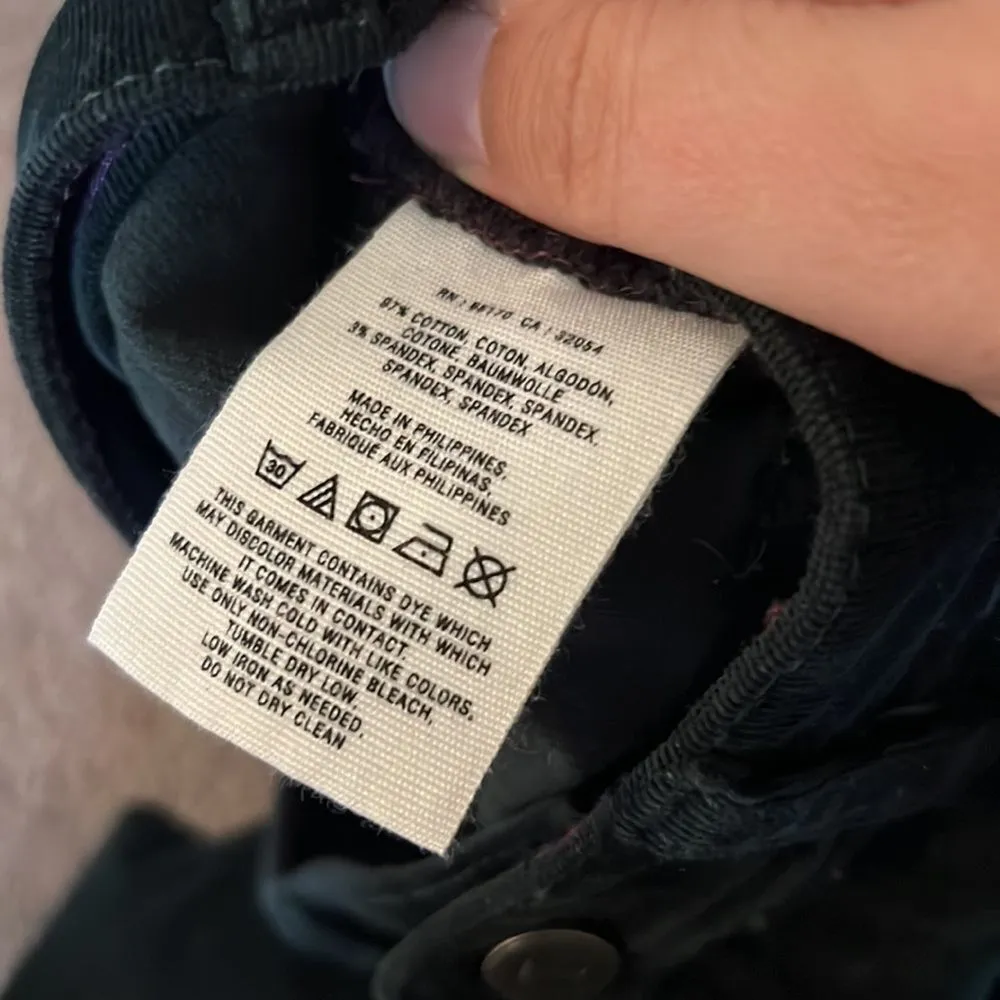 RN: 66170 CA: 32054
97% COTTON, COTON, ALGODÓN,
COTONE, BAUMWOLLE
3% SPANDEX, SPANDEX, SPANDEX,
SPANDEX, SPANDEX
MADE IN PHILIPPINES,
HECHO EN FILIPINAS,
FABRIQUÉ AUX PHILIPPINES
30
THIS GARMENT CONTAINS DYE WHICH
MAY DISCOLOR MATERIALS WITH WHICH
IT COMES IN CONTACT.
MACHINE WASH COLD WITH LIKE COLORS,
USE ONLY NON-CHLORINE BLEACH,
TUMBLE DRY LOW,
LOW IRON AS NEEDED,
DO NOT DRY CLEAN